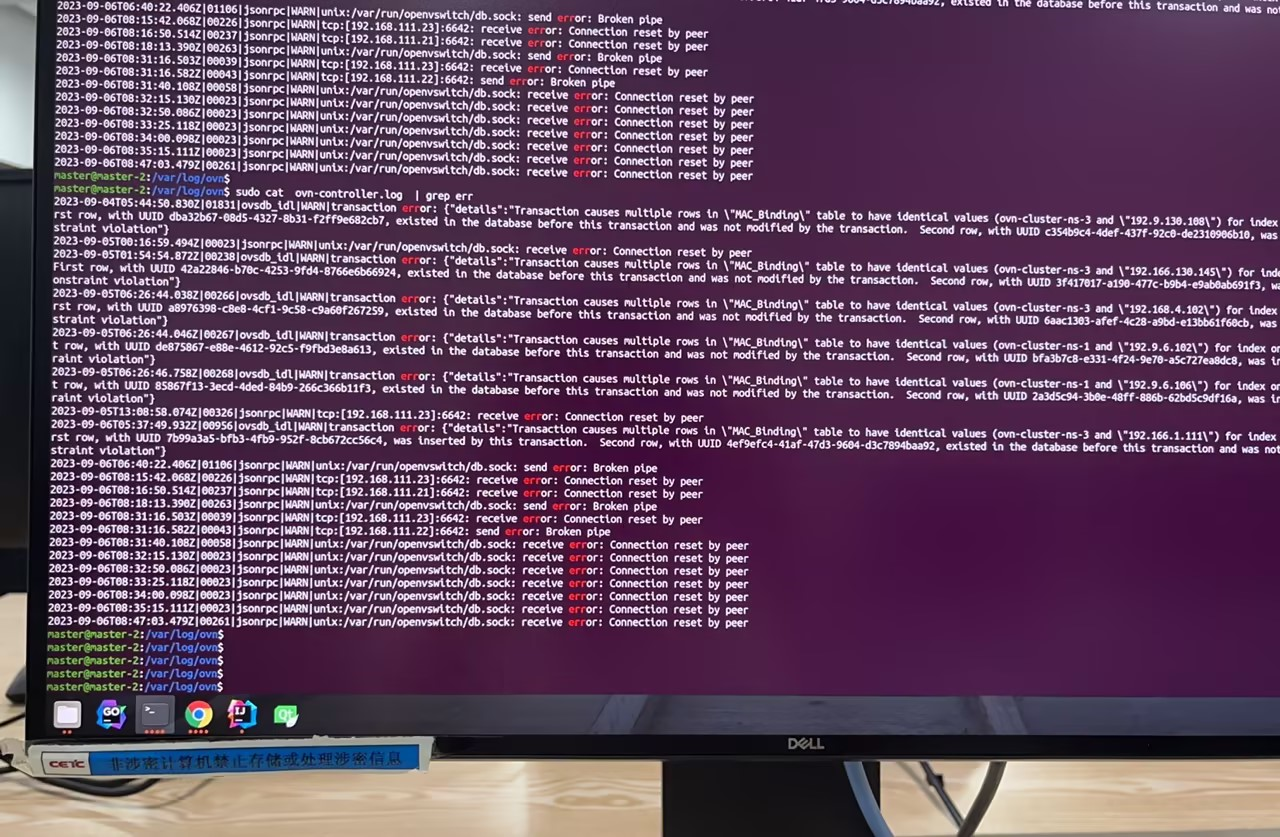 existed in the database before this transaction and was not
2023-09-06T06:40:22.406Z|01106|jsonrpc|WARN|unix:/var/run/openvswitch/db.sock: send error: Broken pipe
2023-09-06T08:15:42.068Z|00226|jsonrpc|WARN|tcp:[192.168.111.23]:6642: receive error: Connection reset by peer
2023-09-06T08:16:50.514Z|00237|jsonrpc|WARN|tcp:[192.168.111.21]:6642: receive error: Connection reset by peer
2023-09-06T08:18:13.390Z|00263|jsonrpc|WARN|unix:/var/run/openvswitch/db.sock: send error: Broken pipe
2023-09-06T08:31:16.503Z|00039|jsonrpc|WARN|tcp:[192.168.111.23]:6642: receive error: Connection reset by peer
2023-09-06T08:31:16.582Z|00043|jsonrpc|WARN|tcp:[192.168.111.22]:6642: send error: Broken pipe
2023-09-06T08:31:40.108Z|00058|jsonrpc|WARN|unix:/var/run/openvswitch/db.sock: receive error: Connection reset by peer
2023-09-06T08:32:15.130Z|00023|jsonrpc|WARN|unix:/var/run/openvswitch/db.sock: receive error: Connection reset by peer
2023-09-06T08:32:50.086Z|00023|jsonrpc|WARN|unix:/var/run/openvswitch/db.sock: receive error: Connection reset by peer
2023-09-06T08:33:25.118Z|00023|jsonrpc|WARN|unix:/var/run/openvswitch/db.sock: receive error: Connection reset by peer
2023-09-06T08:34:00.098Z|00023|jsonrpc|WARN|unix:/var/run/openvswitch/db.sock: receive error: Connection reset by peer
2023-09-06T08:35:15.111Z|00023|jsonrpc|WARN|unix:/var/run/openvswitch/db.sock: receive error: Connection reset by peer
2023-09-06T08:47:03.479Z|00261|jsonrpc|WARN|unix:/var/run/openvswitch/db.sock: receive error: Connection reset by peer
master@master-2:/var/log/ovn$
master@master-2:/var/log/ovn$ sudo cat  ovn-controller.log  | grep err
2023-09-04T05:44:50.830Z|01831|ovsdb_idl|WARN|transaction error: {"details":"Transaction causes multiple rows in \"MAC_Binding\" table to have identical values (ovn-cluster-ns-3 and \"192.9.130.108\") for index
rst row, with UUID dba32b67-08d5-4327-8b31-f2ff9e682cb7, existed in the database before this transaction and was not modified by the transaction.  Second row, with UUID c354b9c4-4def-437f-92c0-de2310906b10, was
straint violation"}
2023-09-05T00:16:59.494Z|00023|jsonrpc|WARN|unix:/var/run/openvswitch/db.sock: receive error: Connection reset by peer
2023-09-05T01:54:54.872Z|00238|ovsdb_idl|WARN|transaction error: {"details":"Transaction causes multiple rows in \"MAC_Binding\" table to have identical values (ovn-cluster-ns-3 and \"192.166.130.145\") for inde
First row, with UUID 42a22846-b70c-4253-9fd4-8766e6b66924, existed in the database before this transaction and was not modified by the transaction.  Second row, with UUID 3f417017-a190-477c-b9b4-e9ab0ab691f3, wa
onstraint violation"}
2023-09-05T06:26:44.038Z|00266|ovsdb_idl|WARN|transaction error: {"details":"Transaction causes multiple rows in \"MAC_Binding\" table to have identical values (ovn-cluster-ns-3 and \"192.168.4.102\") for index
rst row, with UUID a8976398-c8e8-4cf1-9c58-c9a60f267259, existed in the database before this transaction and was not modified by the transaction.  Second row, with UUID 6aac1303-afef-4c28-a9bd-e13bb61f60cb, was
straint violation"}
2023-09-05T06:26:44.046Z|00267|ovsdb_idl|WARN|transaction error: {"details":"Transaction causes multiple rows in \"MAC_Binding\" table to have identical values (ovn-cluster-ns-1 and \"192.9.6.102\") for index on
t row, with UUID de875867-e88e-4612-92c5-f9fbd3e8a613, existed in the database before this transaction and was not modified by the transaction.  Second row, with UUID bfa3b7c8-e331-4f24-9e70-a5c727ea8dc8, was in
raint violation"}
2023-09-05T06:26:46.758Z|00268|ovsdb_idl|WARN|transaction error: {"details":"Transaction causes multiple rows in \"MAC_Binding\" table to have identical values (ovn-cluster-ns-1 and \"192.9.6.106\") for index on
t row, with UUID 85867f13-3ecd-4ded-84b9-266c366b11f3, existed in the database before this transaction and was not modified by the transaction.  Second row, with UUID 2a3d5c94-3b0e-48ff-886b-62bd5c9df16a, was in
raint violation"}
2023-09-05T13:08:58.074Z|00326|jsonrpc|WARN|tcp:[192.168.111.23]:6642: receive error: Connection reset by peer
2023-09-06T05:37:49.932Z|00956|ovsdb_idl|WARN|transaction error: {"details":"Transaction causes multiple rows in \"MAC_Binding\" table to have identical values (ovn-cluster-ns-3 and \"192.166.1.111\") for index
rst row, with UUID 7b99a3a5-bfb3-4fb9-952f-8cb672cc56c4, was inserted by this transaction.  Second row, with UUID 4ef9efc4-41af-47d3-9604-d3c7894baa92, existed in the database before this transaction and was not
straint violation"}
2023-09-06T06:40:22.406Z|01106|jsonrpc|WARN|unix:/var/run/openvswitch/db.sock: send error: Broken pipe
2023-09-06T08:15:42.068Z|00226|jsonrpc|WARN|tcp:[192.168.111.23]:6642: receive error: Connection reset by peer
2023-09-06T08:16:50.514Z|00237|jsonrpc|WARN|tcp:[192.168.111.21]:6642: receive error: Connection reset by peer
2023-09-06T08:18:13.390Z|00263|jsonrpc|WARN|unix:/var/run/openvswitch/db.sock: send error: Broken pipe
2023-09-06T08:31:16.503Z|00039|jsonrpc|WARN|tcp:[192.168.111.23]:6642: receive error: Connection reset by peer
2023-09-06T08:31:16.582Z|00043|jsonrpc|WARN|tcp:[192.168.111.22]:6642: send error: Broken pipe
2023-09-06T08:31:40.108Z|00058|jsonrpc|WARN|unix:/var/run/openvswitch/db.sock: receive error: Connection reset by peer
2023-09-06T08:32:15.130Z|00023|jsonrpc|WARN|unix:/var/run/openvswitch/db.sock: receive error: Connection reset by peer
2023-09-06T08:32:50.086Z|00023|jsonrpc|WARN|unix:/var/run/openvswitch/db.sock: receive error: Connection reset by peer
2023-09-06T08:33:25.118Z|00023|jsonrpc|WARN|unix:/var/run/openvswitch/db.sock: receive error: Connection reset by peer
2023-09-06T08:34:00.098Z|00023|jsonrpc|WARN|unix:/var/run/openvswitch/db.sock: receive error: Connection reset by peer
2023-09-06T08:35:15.111Z|00023|jsonrpc|WARN|unix:/var/run/openvswitch/db.sock: receive error: Connection reset by peer
2023-09-06T08:47:03.479Z|00261|jsonrpc|WARN|unix:/var/run/openvswitch/db.sock: receive error: Connection reset by peer
master@master-2:/var/log/ovn$
master@master-2:/var/log/ovn$
master@master-2:/var/log/ovn$
master@master-2:/var/log/ovn$
master@master-2:/var/log/ovn$
GO
>_
IJ
Qt
DELL
CETC 非涉密计算机禁止存储或处理涉密信息